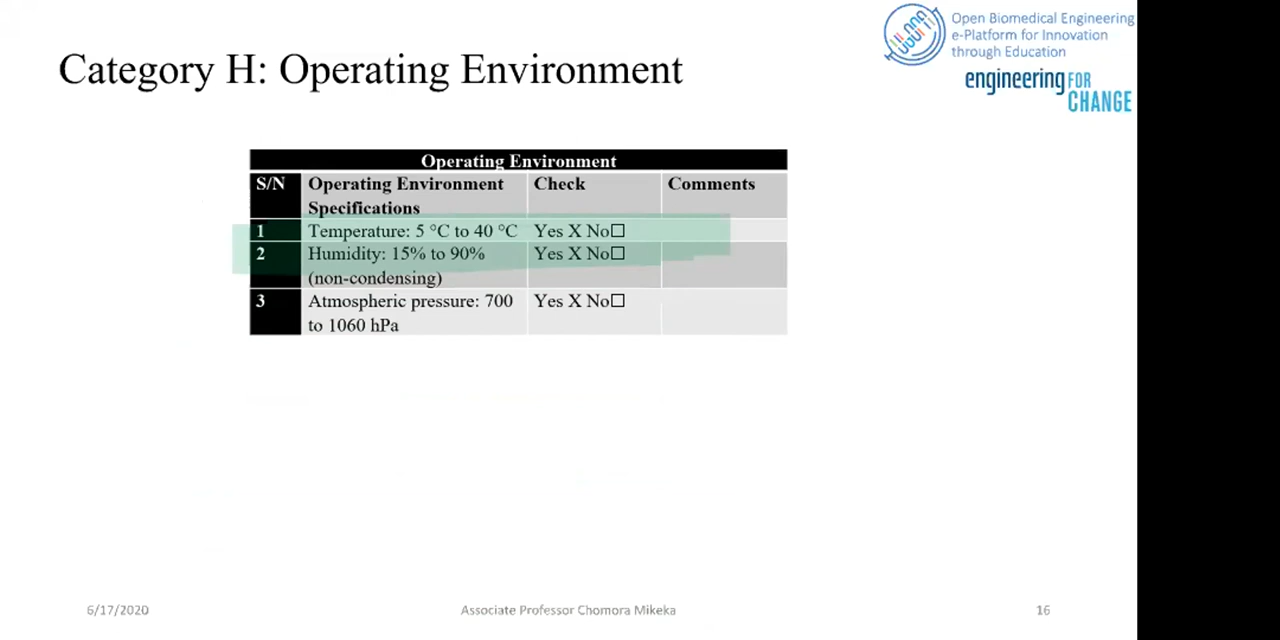 Open Biomedical Engineering
e-Platform for Innovation
through Education
engineering FOR
CHANGE
Category H: Operating Environment
Operating Environment
S/N Operating Environment Specifications Check Comments
1 Temperature: 5 °C to 40 °C Yes X No☐
2 Humidity: 15% to 90% (non-condensing) Yes X No☐
3 Atmospheric pressure: 700 to 1060 hPa Yes X No☐
6/17/2020 Associate Professor Chomora Mikeka 16